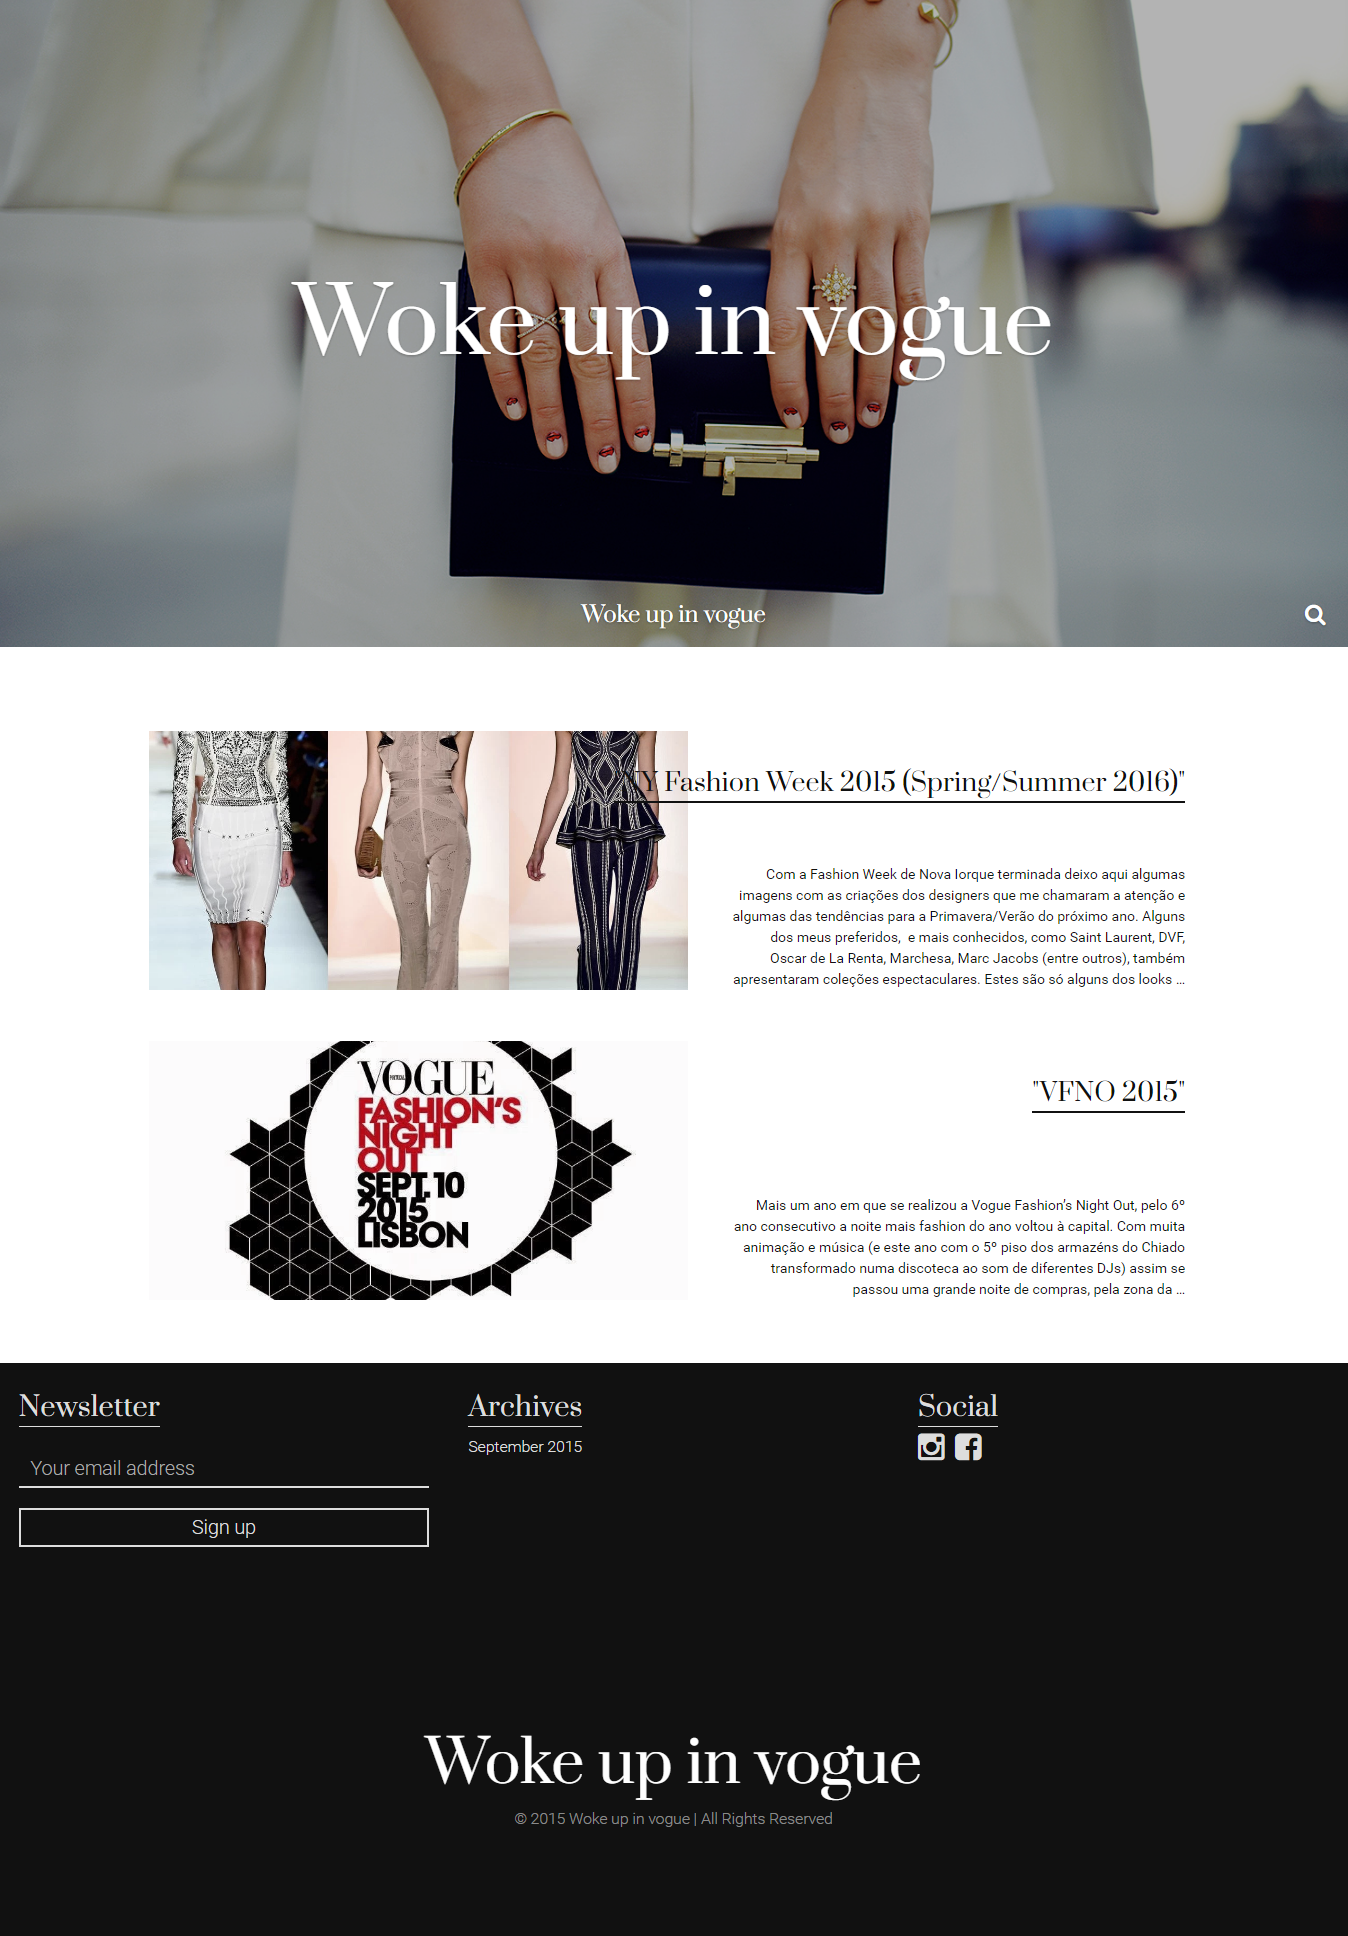 Woke up in vogue
Woke up in vogue
NY Fashion Week 2015 (Spring/Summer 2016)"
Com a Fashion Week de Nova Iorque terminada deixo aqui algumas
imagens com as criações dos designers que me chamaram a atenção e
algumas das tendências para a Primavera/Verão do próximo ano. Alguns
dos meus preferidos, e mais conhecidos, como Saint Laurent, DVF,
Oscar de La Renta, Marchesa, Marc Jacobs (entre outros), também
apresentaram coleções espectaculares. Estes são só alguns dos looks ...
VOGUE
FASHION'S
NIGHT
OUT
SEPT. 10
2015
LISBON
"VFNO 2015"
Mais um ano em que se realizou a Vogue Fashion's Night Out, pelo 6º
ano consecutivo a noite mais fashion do ano voltou à capital. Com muita
animação e música (e este ano com o 5º piso dos armazéns do Chiado
transformado numa discoteca ao som de diferentes DJs) assim se
passou uma grande noite de compras, pela zona da ...
Newsletter
Your email address
Sign up
Archives
September 2015
Social
Woke up in vogue
© 2015 Woke up in vogue | All Rights Reserved